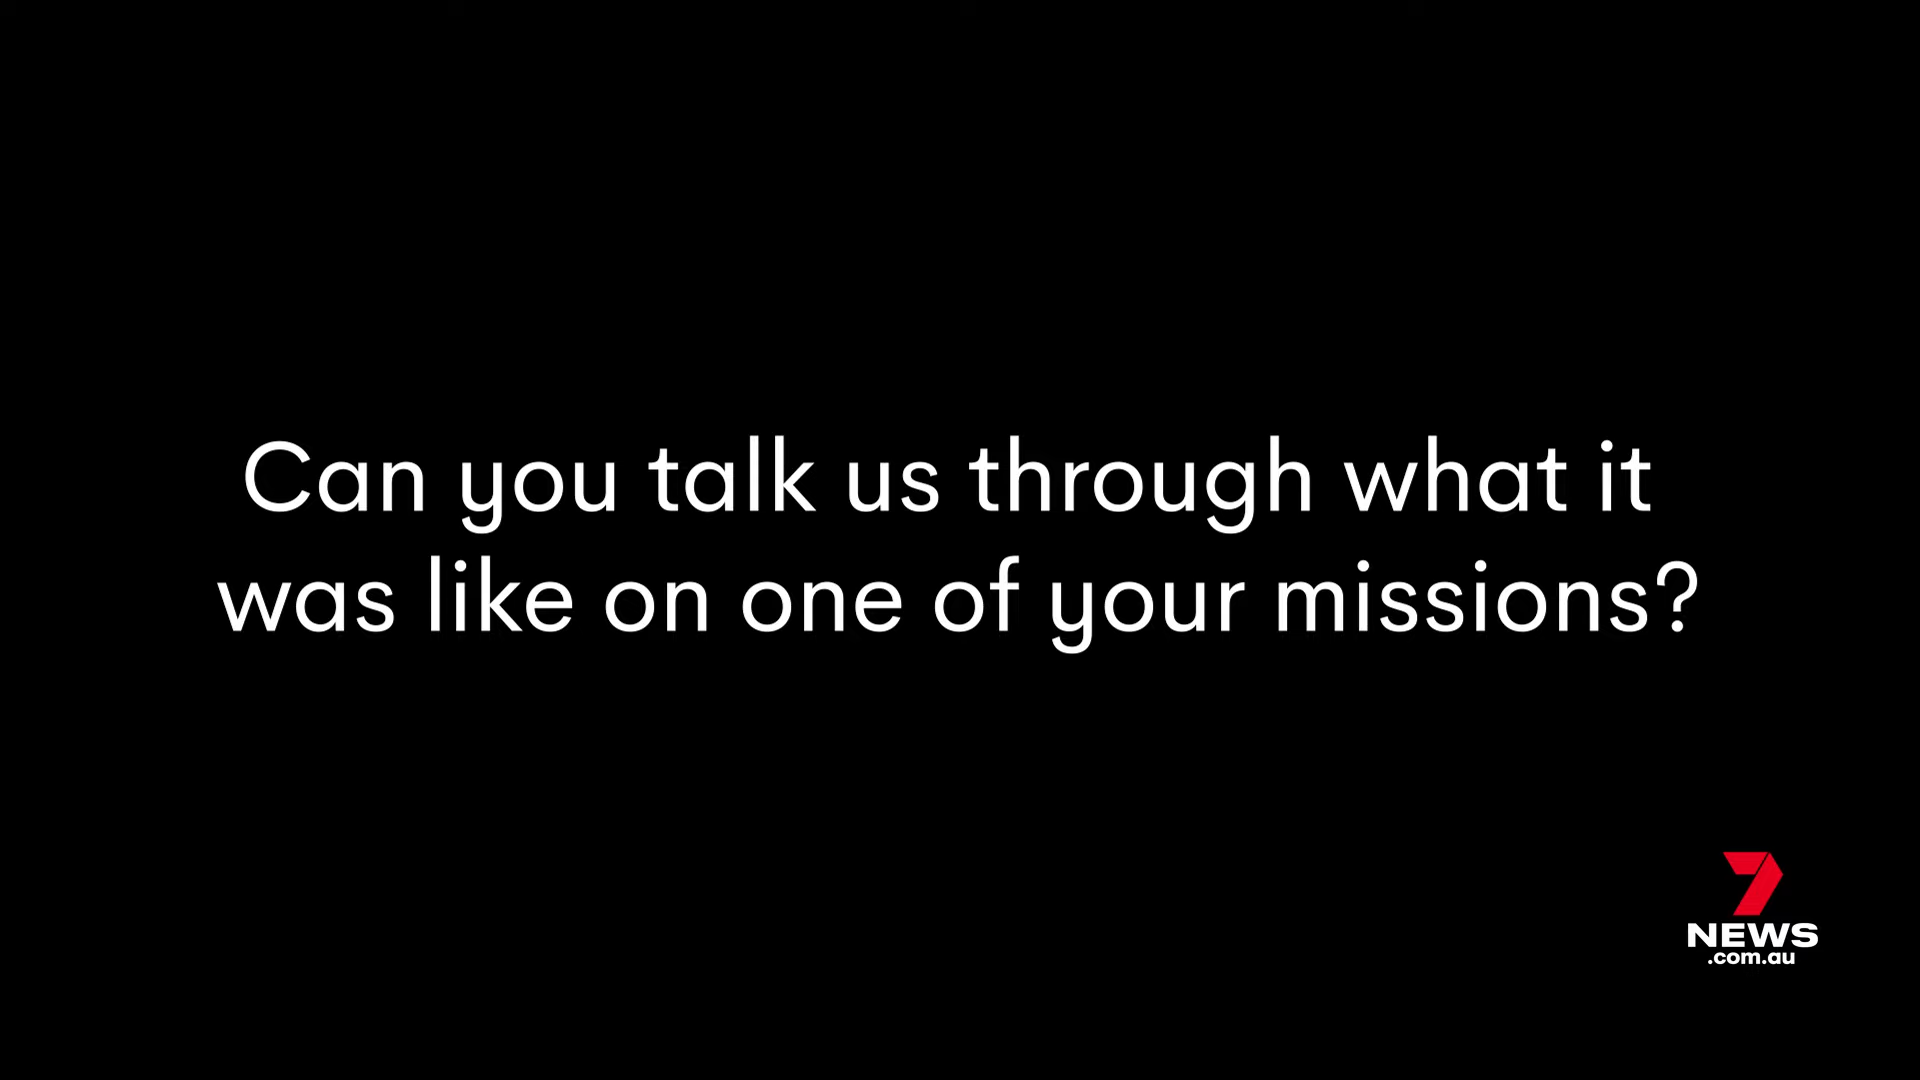 Can you talk us through what it
was like on one of your missions?
7
NEWS
.com.au